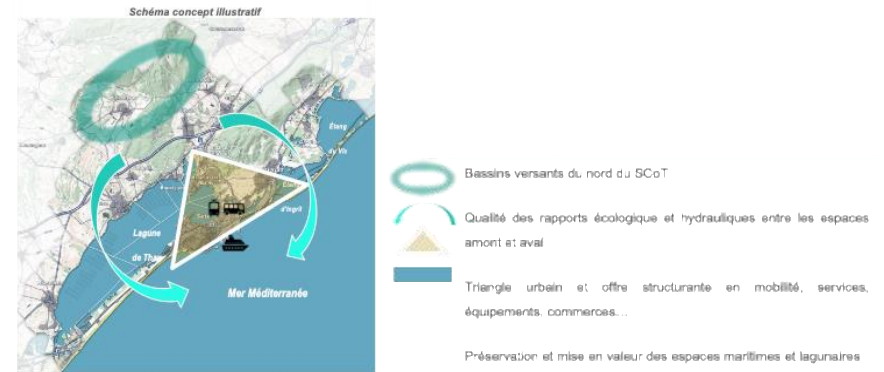 Schéma concept illustratif
Étang
de Vic
d'Ingril
Lagune
de Thau
Mer Méditerranée
Bassins versants du nord du SCoT
Qualité des rapports écologique et hydrauliques entre les espaces
amont et aval
Triangle urbain et offre structurante en mobilité, services,
équipements, commerces…
Préservation et mise en valeur des espaces maritimes et lagunaires